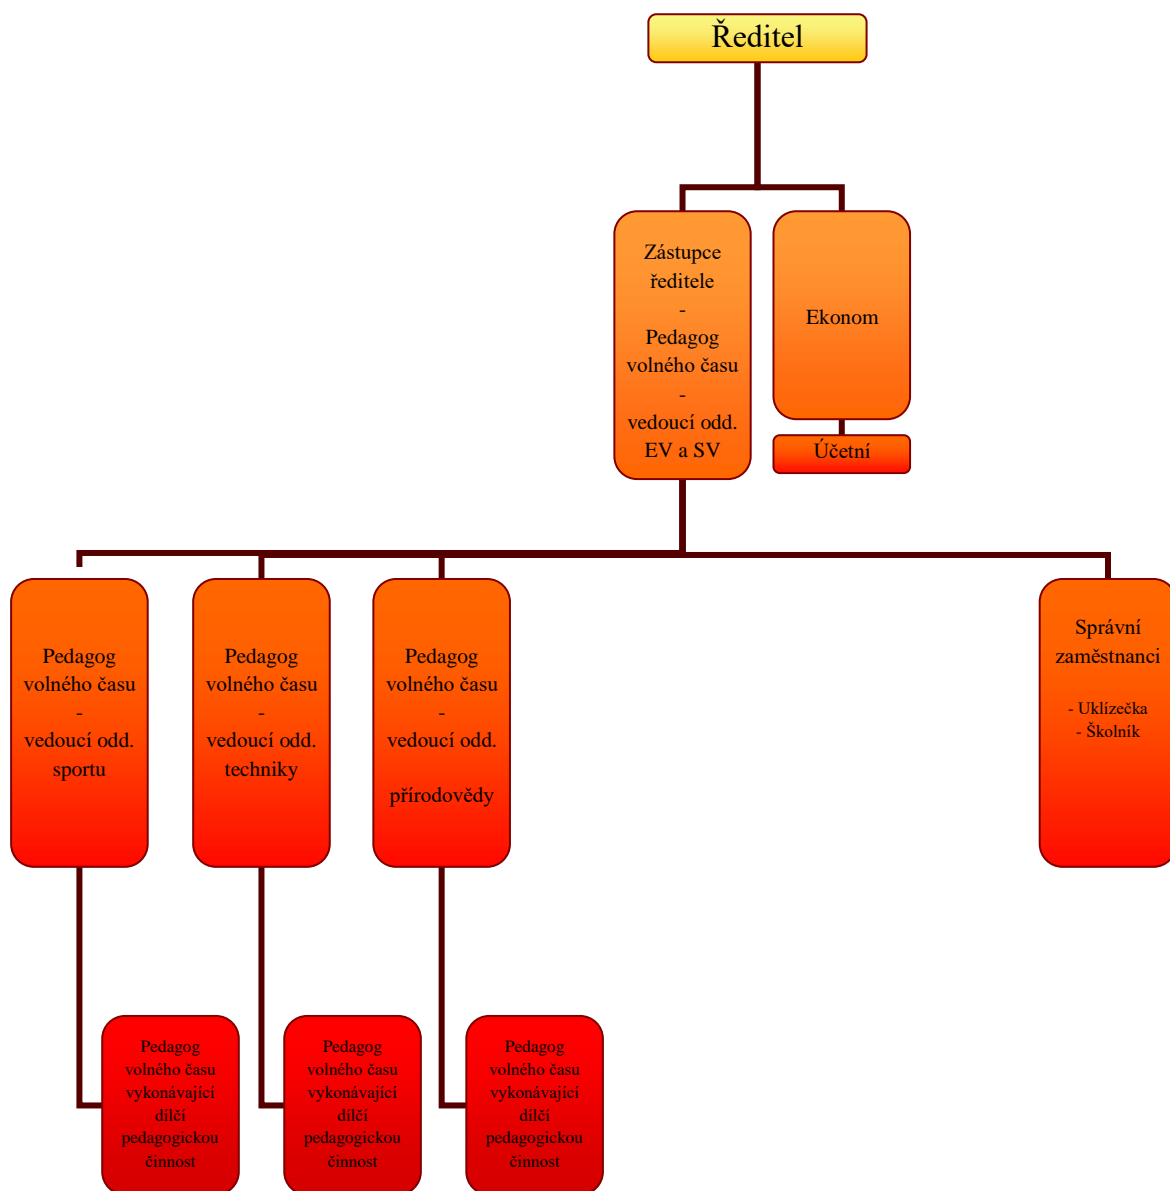 Ředitel
Zástupce
ředitele
-
Pedagog
volného času
-
vedoucí odd.
EV a SV
Ekonom
Účetní
Pedagog
volného času
-
vedoucí odd.
sportu
Pedagog
volného času
-
vedoucí odd.
techniky
Pedagog
volného času
-
vedoucí odd.
přírodovědy
Správní
zaměstnanci
- Uklízečka
- Školník
Pedagog
volného času
vykonávající
dílčí
pedagogickou
činnost
Pedagog
volného času
vykonávající
dílčí
pedagogickou
činnost
Pedagog
volného času
vykonávající
dílčí
pedagogickou
činnost